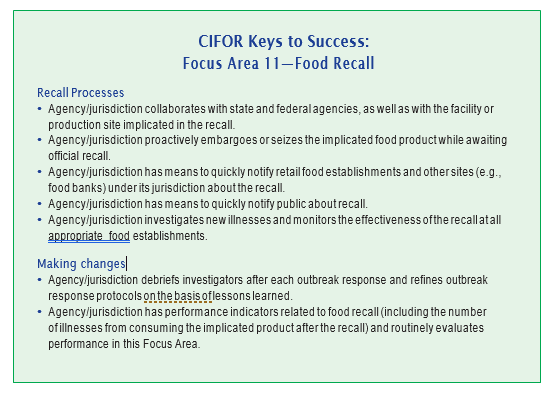 CIFOR Keys to Success:
Focus Area 11—Food Recall
Recall Processes
• Agency/jurisdiction collaborates with state and federal agencies, as well as with the facility or
production site implicated in the recall.
• Agency/jurisdiction proactively embargoes or seizes the implicated food product while awaiting
official recall.
• Agency/jurisdiction has means to quickly notify retail food establishments and other sites (e.g.,
food banks) under its jurisdiction about the recall.
• Agency/jurisdiction has means to quickly notify public about recall.
• Agency/jurisdiction investigates new illnesses and monitors the effectiveness of the recall at all
appropriate food establishments.
Making changes
• Agency/jurisdiction debriefs investigators after each outbreak response and refines outbreak
response protocols on the basis of lessons learned.
• Agency/jurisdiction has performance indicators related to food recall (including the number
of illnesses from consuming the implicated product after the recall) and routinely evaluates
performance in this Focus Area.